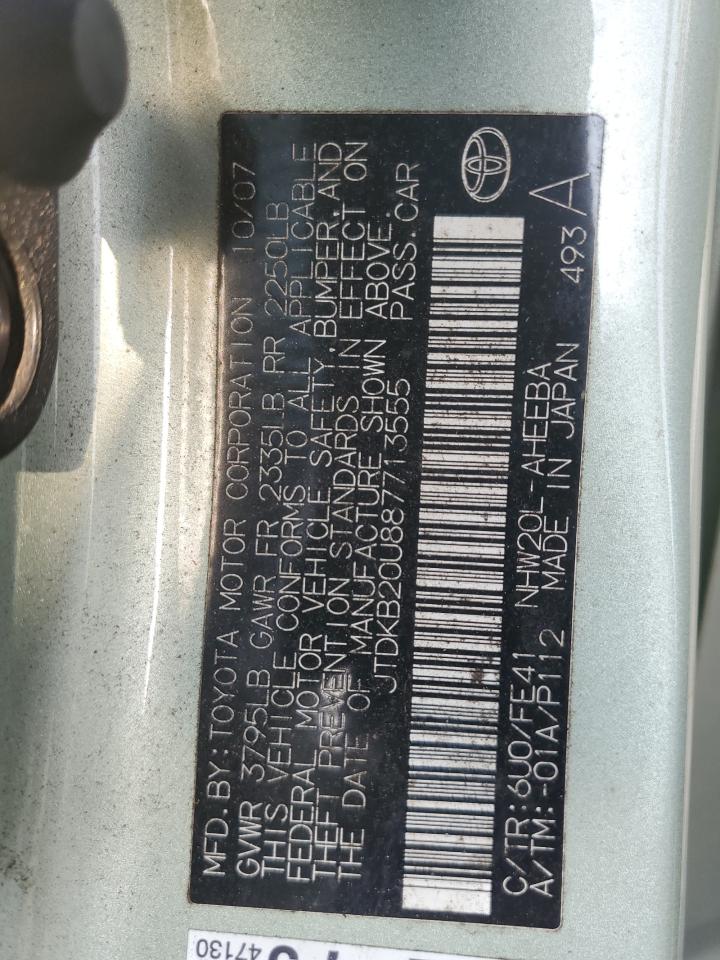 MFD. BY: TOYOTA MOTOR CORPORATION 10/07
GVWR 3795LB GAWR FR 2335LB RR 2250LB
THIS VEHICLE CONFORMS TO ALL APPLICABLE
FEDERAL MOTOR VEHICLE SAFETY, BUMPER, AND
THEFT PREVENTION STANDARDS IN EFFECT ON
THE DATE OF MANUFACTURE SHOWN ABOVE.
JTDKB20U887713555 PASS. CAR
C/TR: 6U0/FE41 NHW20L-AHEEBA 493
A/TM: -01A/P112 MADE IN JAPAN A
47130